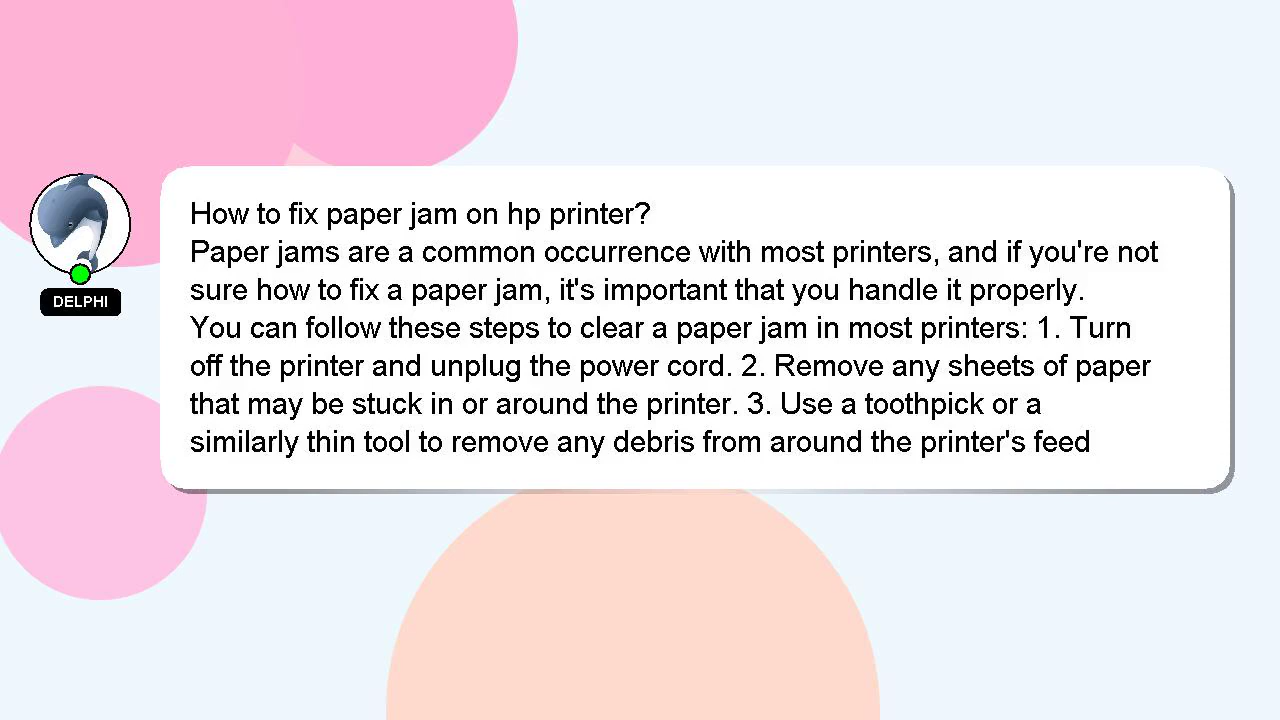 How to fix paper jam on hp printer?
Paper jams are a common occurrence with most printers, and if you're not
sure how to fix a paper jam, it's important that you handle it properly.
You can follow these steps to clear a paper jam in most printers: 1. Turn
off the printer and unplug the power cord. 2. Remove any sheets of paper
that may be stuck in or around the printer. 3. Use a toothpick or a
similarly thin tool to remove any debris from around the printer's feed
DELPHI